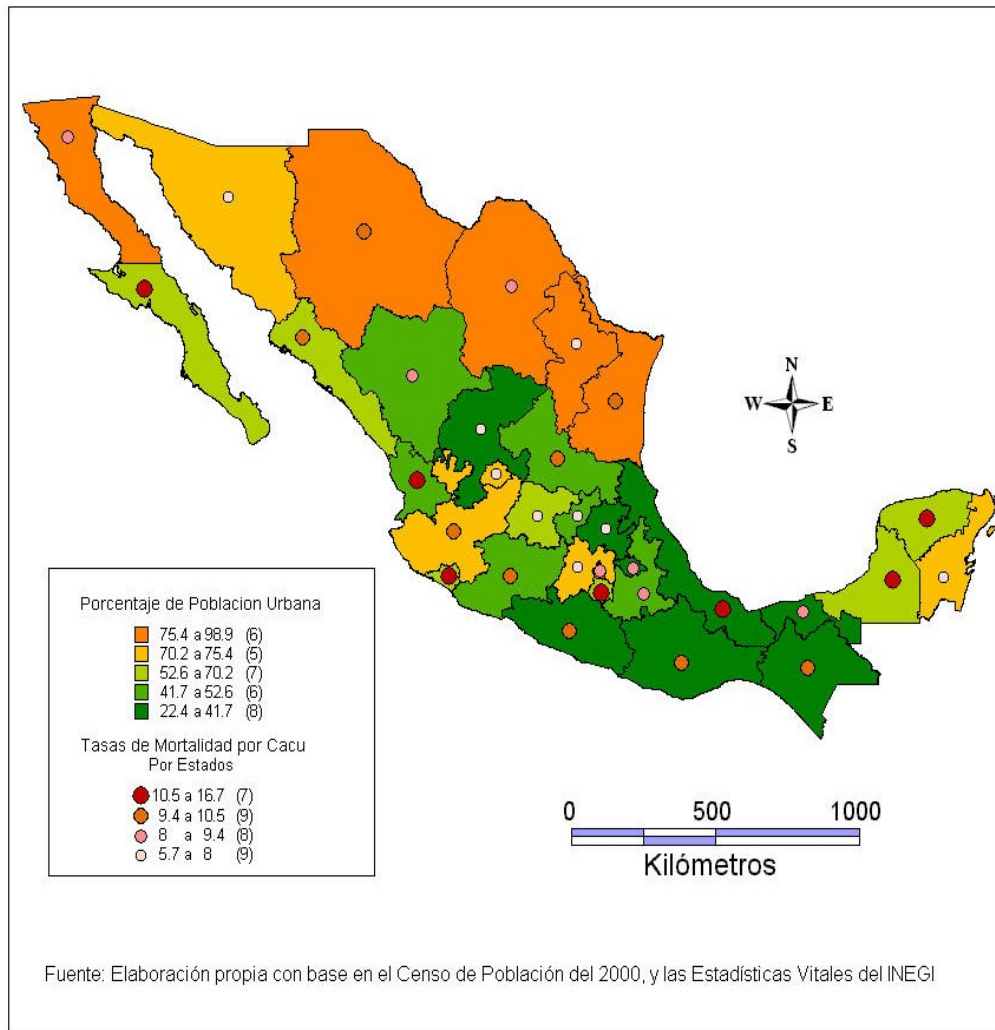 N
W E
S
Porcentaje de Poblacion Urbana
75.4 a 98.9 (6)
70.2 a 75.4 (5)
52.6 a 70.2 (7)
41.7 a 52.6 (6)
22.4 a 41.7 (8)
Tasas de Mortalidad por Cacu
Por Estados
10.5 a 16.7 (7)
9.4 a 10.5 (9)
8 a 9.4 (8)
5.7 a 8 (9)
0 500 1000
Kilómetros
Fuente: Elaboración propia con base en el Censo de Población del 2000, y las Estadísticas Vitales del INEGI